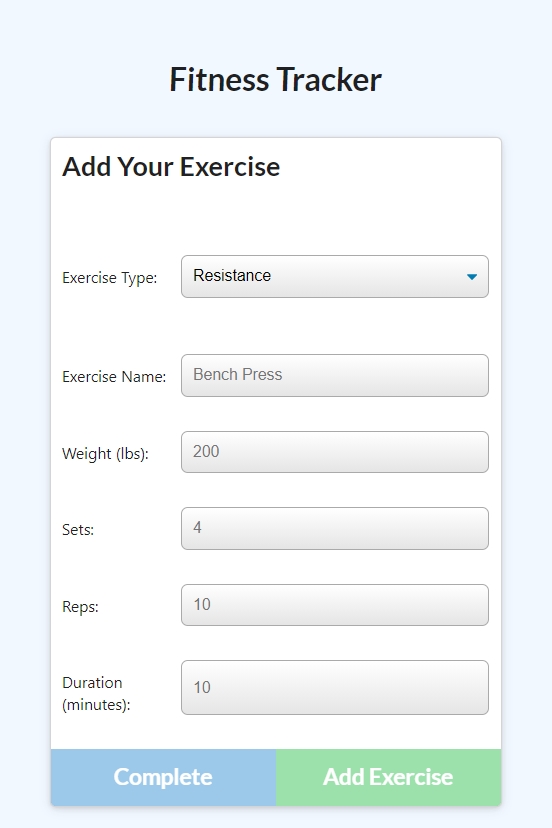 Fitness Tracker
Add Your Exercise
Exercise Type: Resistance
Exercise Name: Bench Press
Weight (lbs): 200
Sets: 4
Reps: 10
Duration
(minutes): 10
Complete Add Exercise